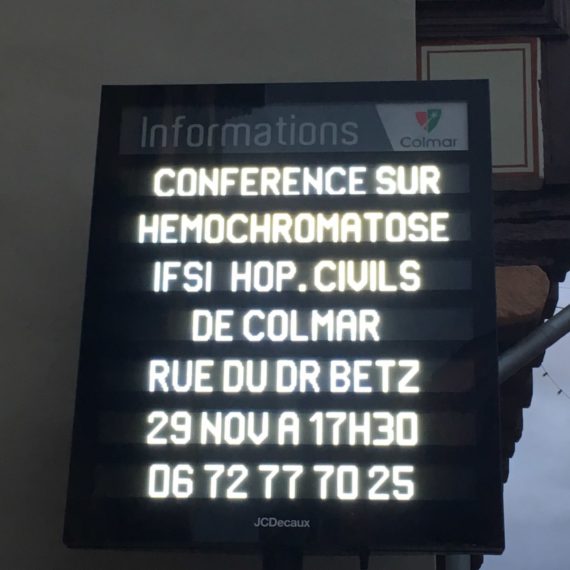 Informations
Colmar
CONFERENCE SUR
HEMOCHROMATOSE
IFSI HOP. CIVILS
DE COLMAR
RUE DU DR BETZ
29 NOV A 17H30
06 72 77 70 25
JCDecaux